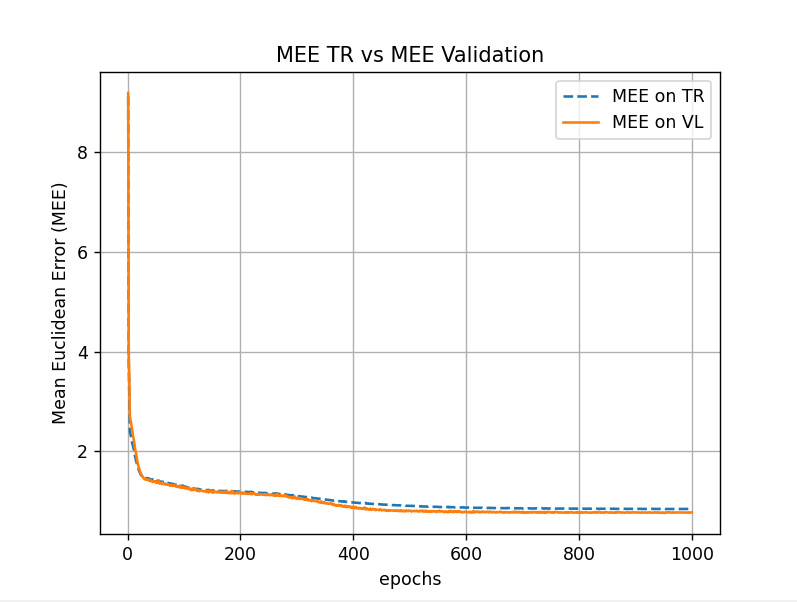 MEE TR vs MEE Validation
MEE on TR
MEE on VL
Mean Euclidean Error (MEE)
8
6
4
2
0 200 400 600 800 1000
epochs